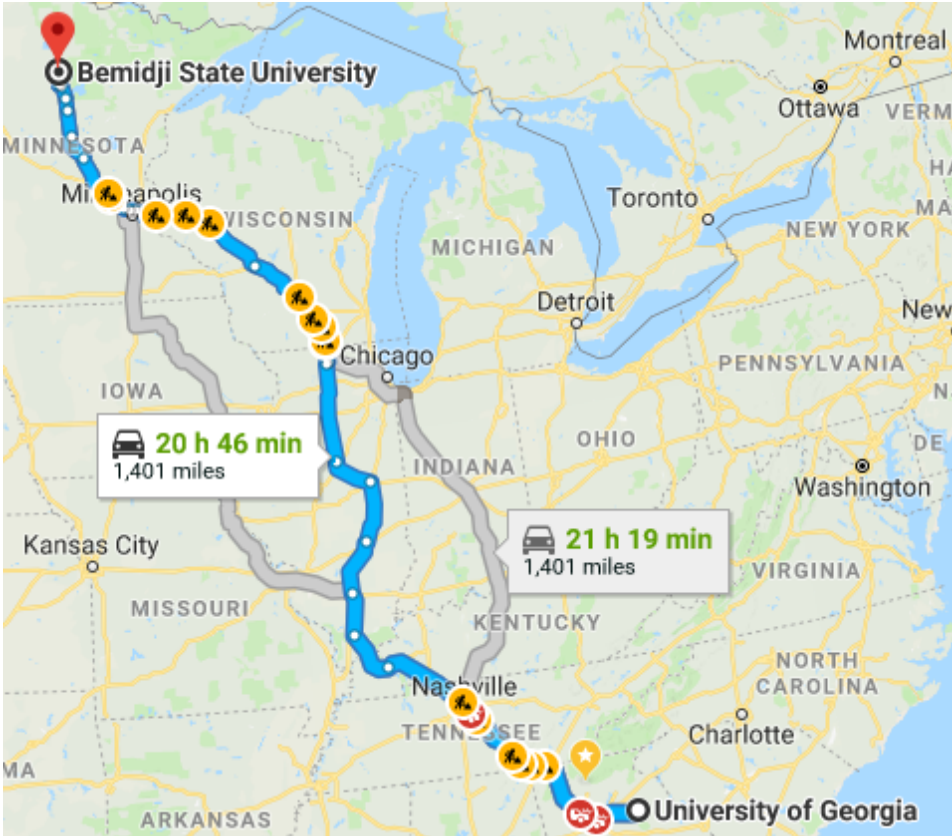 Montreal
Bemidji State University
Ottawa
VERM
MINNESOTA
HA
Minneapolis
Toronto
MA
WISCONSIN
NEW YORK
MICHIGAN
Detroit
New
Chicago
PENNSYLVANIA
IOWA
N
20 h 46 min
1,401 miles
OHIO
DE
INDIANA
Washington
Kansas City
21 h 19 min
1,401 miles
VIRGINIA
MISSOURI
KENTUCKY
NORTH
CAROLINA
Nashville
TENNESSEE
Charlotte
MA
University of Georgia
ARKANSAS